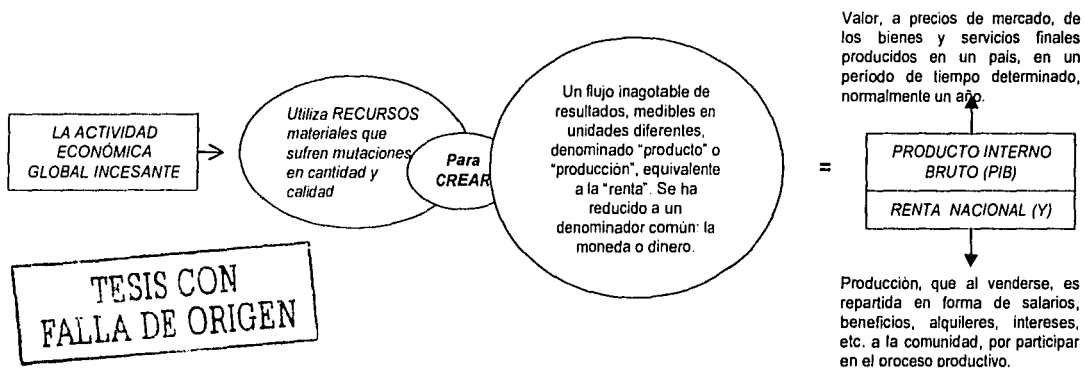 LA ACTIVIDAD
ECONÓMICA
GLOBAL INCESANTE
Utiliza RECURSOS
materiales que
sufren mutaciones
en cantidad y
calidad
Para
CREAR
Un flujo inagotable de
resultados, medibles en
unidades diferentes,
denominado "producto" o
"producción", equivalente
a la "renta". Se ha
reducido a un
denominador común: la
moneda o dinero.
=
Valor, a precios de mercado, de
los bienes y servicios finales
producidos en un país, en un
período de tiempo determinado,
normalmente un año.
PRODUCTO INTERNO
BRUTO (PIB)
RENTA NACIONAL (Y)
Producción, que al venderse, es
repartida en forma de salarios,
beneficios, alquileres, intereses,
etc. a la comunidad, por participar
en el proceso productivo.
TESIS CON
FALLA DE ORIGEN